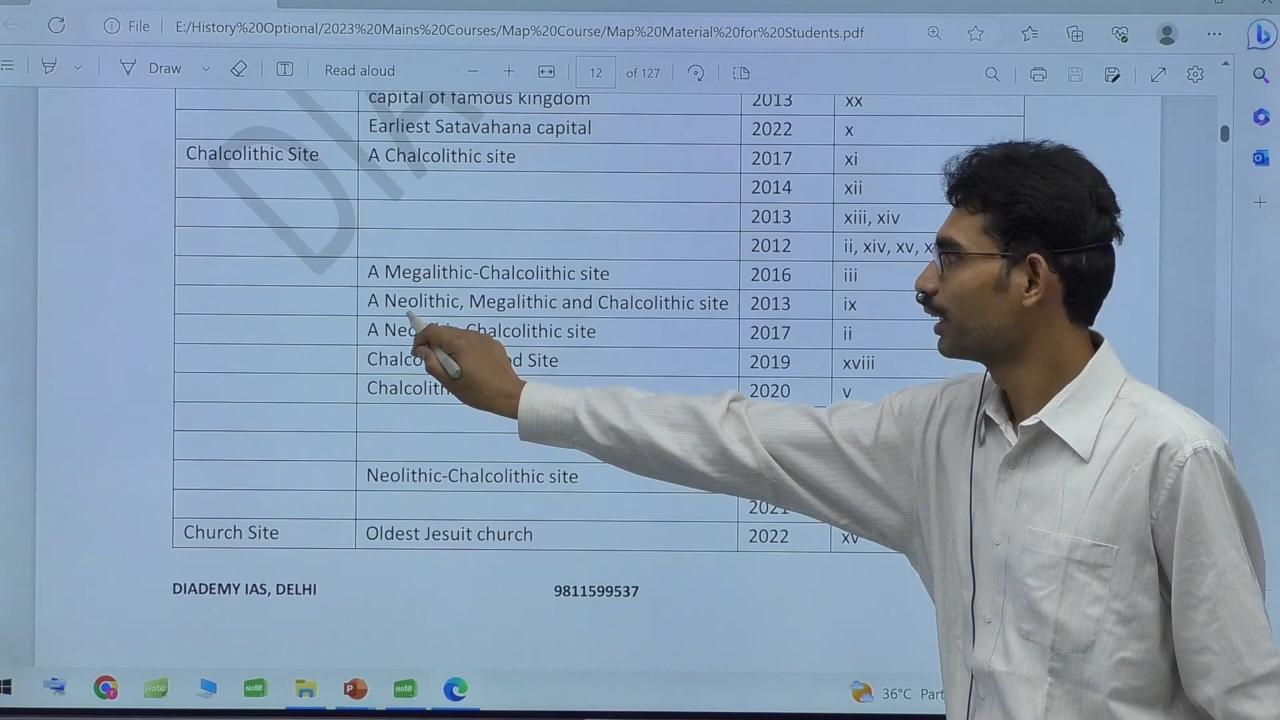 File
E:/History%20Optional/2023%20Mains%20Courses/Map%20Course/Map%20Material%20for%20Students.pdf
Draw
Read aloud
12 of 127
capital of famous kingdom 2013 xx
Earliest Satavahana capital 2022 x
Chalcolithic Site A Chalcolithic site 2017 xi
2014 xii
2013 xiii, xiv
2012 ii, xiv, xv,
A Megalithic-Chalcolithic site 2016 iii
A Neolithic, Megalithic and Chalcolithic site 2013 ix
A Chalcolithic site 2017 ii
Site 2019 xviii
2020 v
Neolithic-Chalcolithic site
2021
Church Site Oldest Jesuit church 2022 xv
DIADEMY IAS, DELHI 9811599537
DIA
Note Note Note
36°C